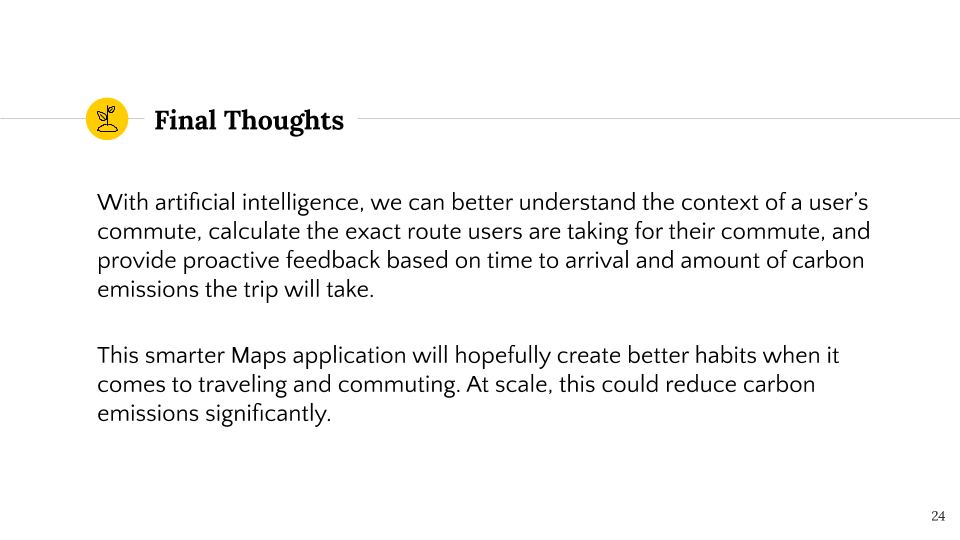 Final Thoughts
With artificial intelligence, we can better understand the context of a user’s
commute, calculate the exact route users are taking for their commute, and
provide proactive feedback based on time to arrival and amount of carbon
emissions the trip will take.
This smarter Maps application will hopefully create better habits when it
comes to traveling and commuting. At scale, this could reduce carbon
emissions significantly.
24